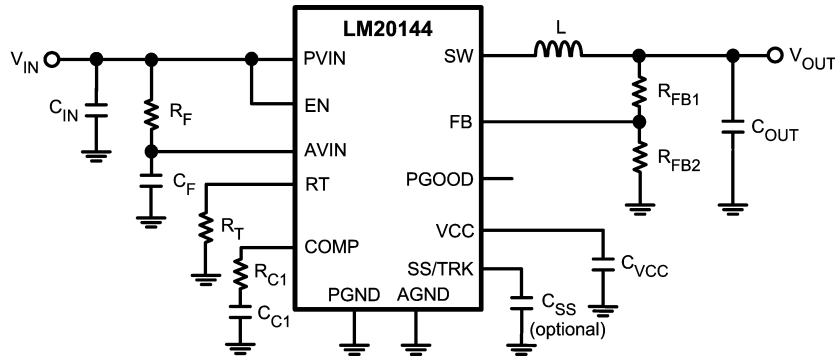 LM20144
V_IN
C_IN
R_F
C_F
R_T
R_C1
C_C1
PVIN
EN
AVIN
RT
COMP
PGND
AGND
SW
FB
PGOOD
VCC
SS/TRK
L
R_FB1
R_FB2
C_OUT
V_OUT
C_VCC
C_SS
(optional)